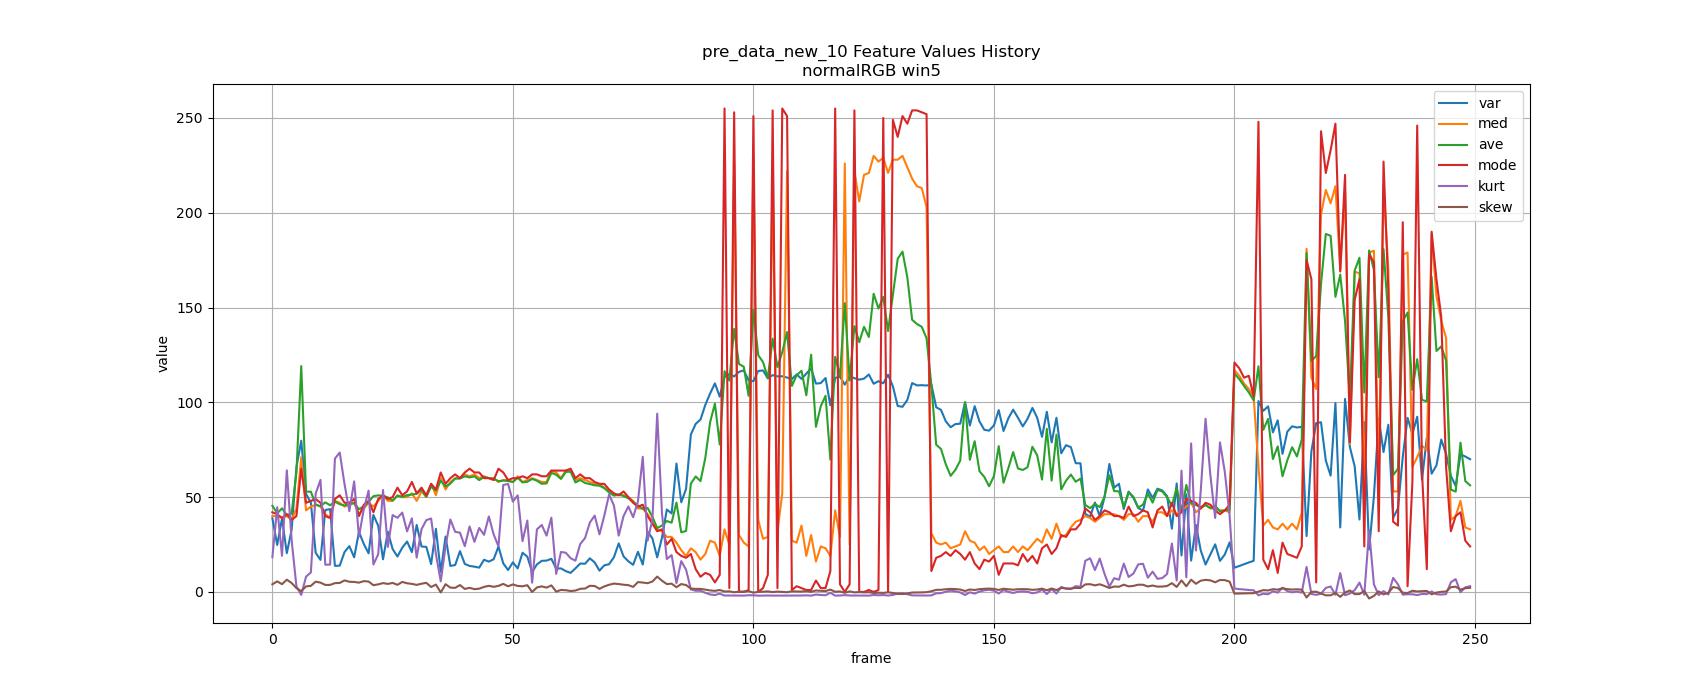 pre_data_new_10 Feature Values History
normalRGB win5
var
med
ave
mode
kurt
skew
250
200
150
100
50
0
value
0
50
100
150
200
250
frame